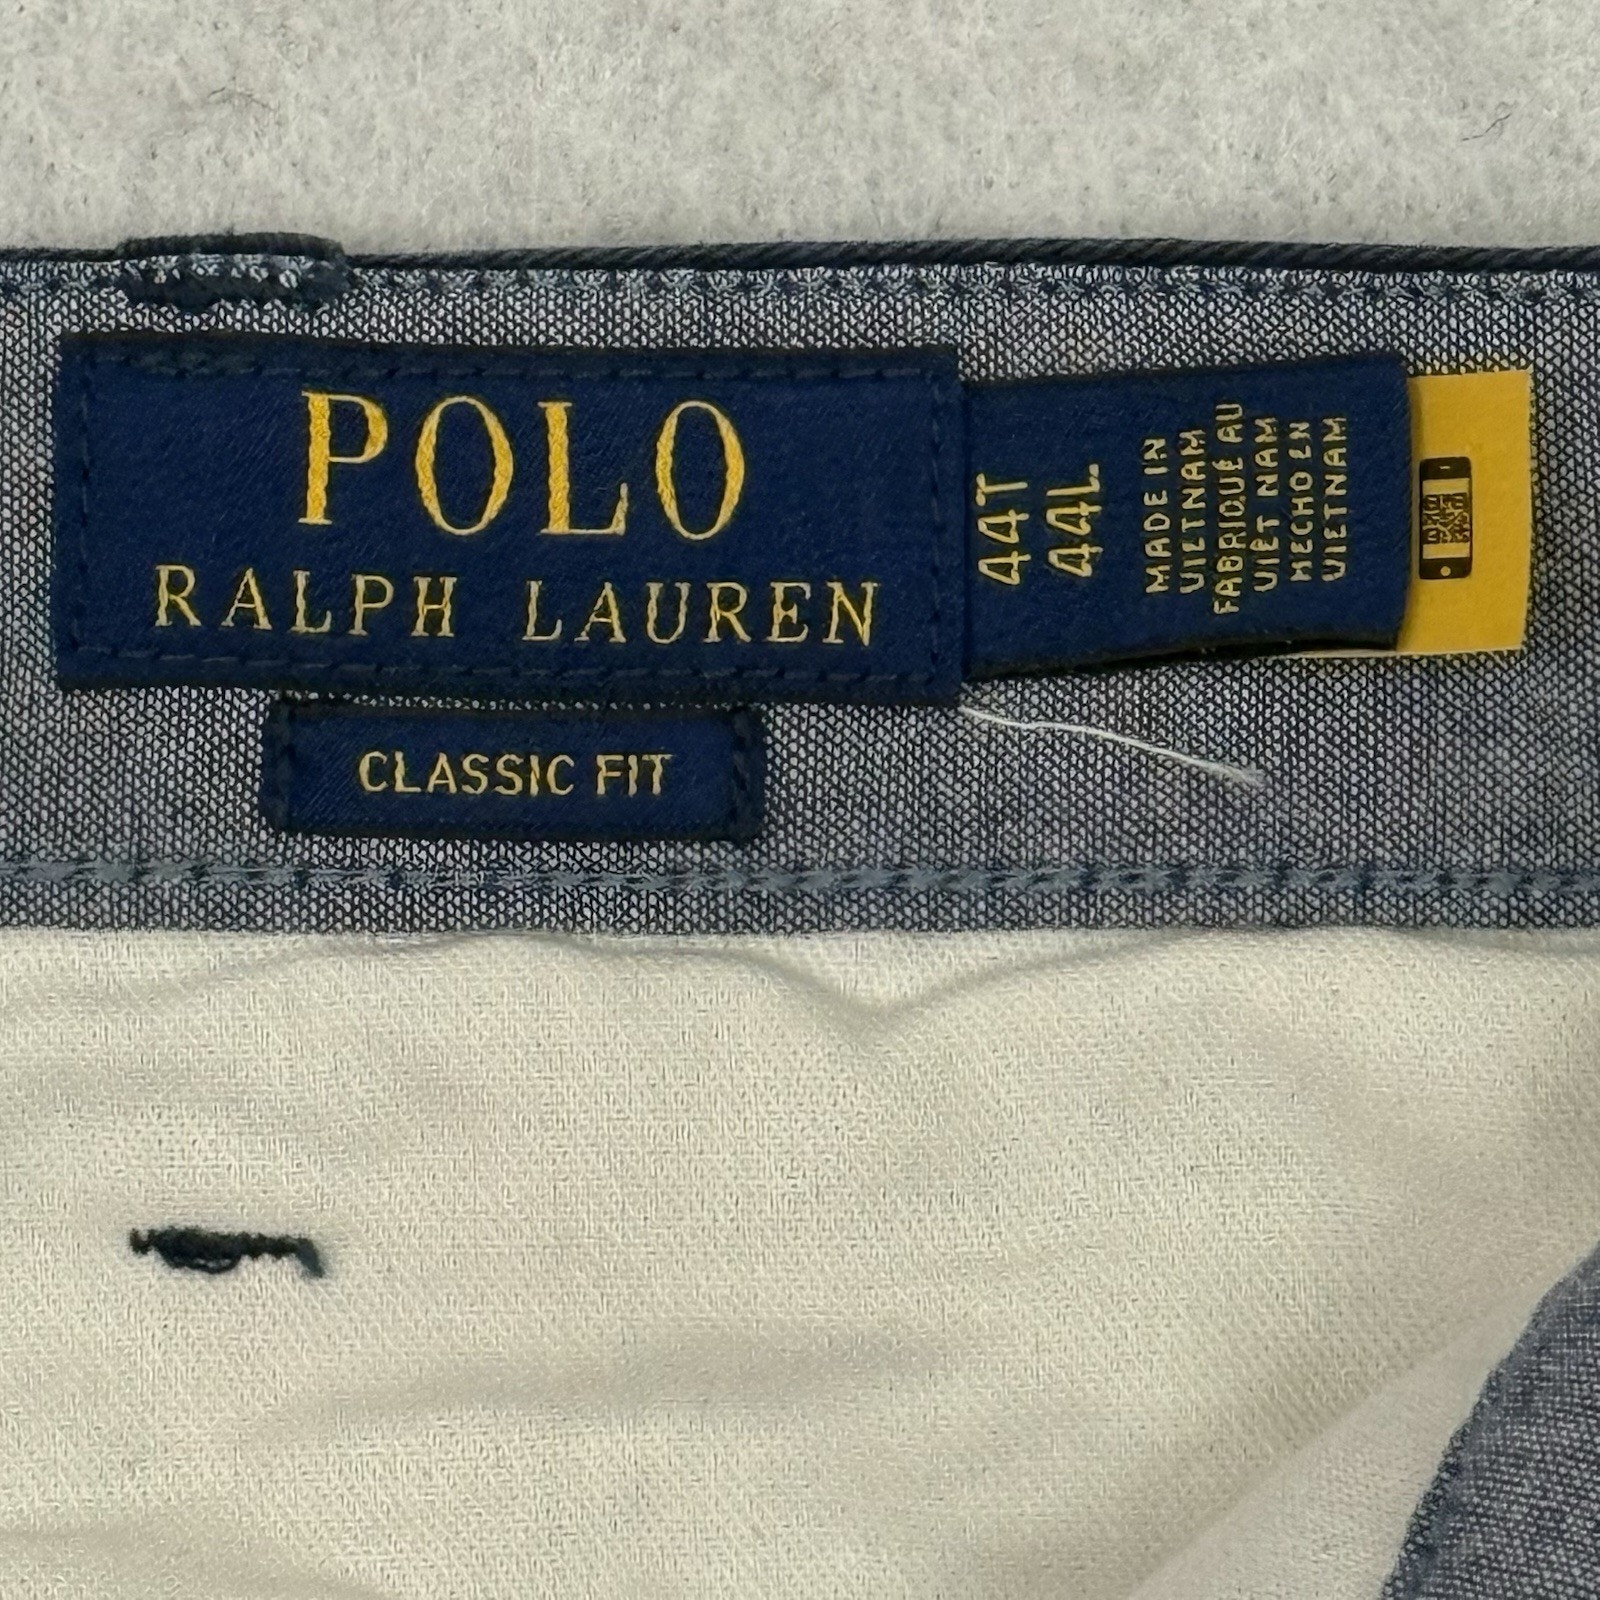 POLO
RALPH LAUREN
CLASSIC FIT
44T
44L
MADE IN
VIETNAM
FABRIQUÉ AU
VIÊT NAM
HECHO EN
VIETNAM